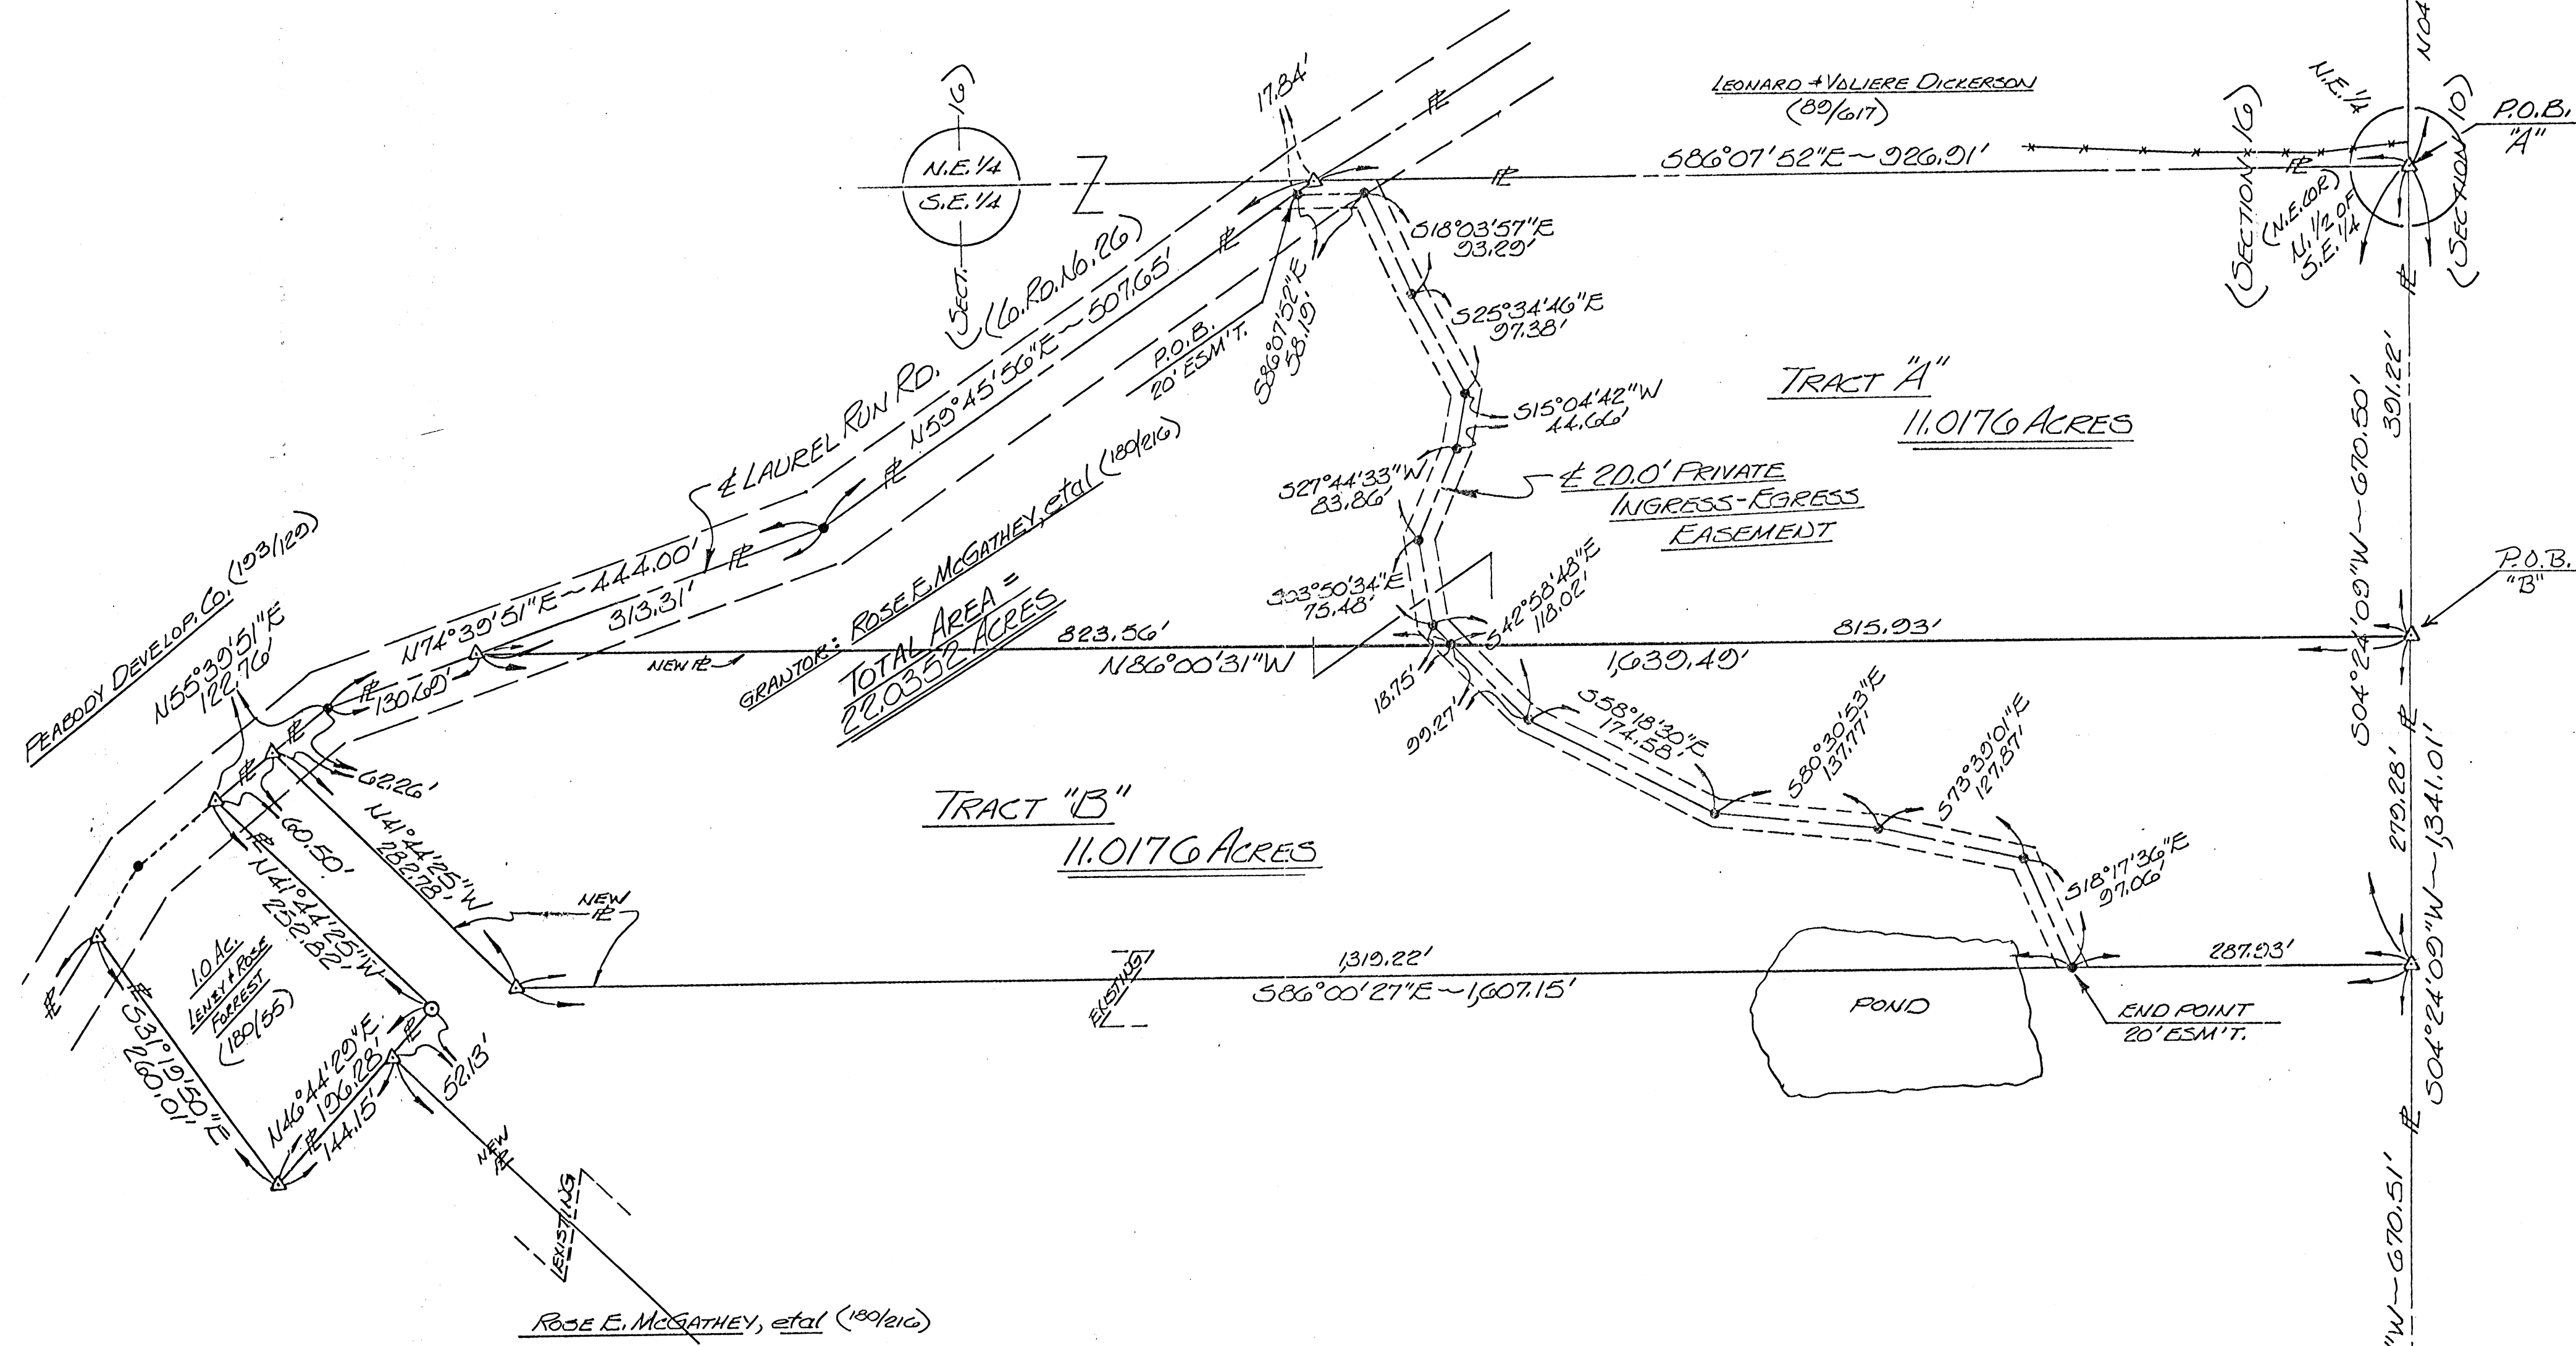 LEONARD & VALIERE DICKERSON
(89/617)
S86°07'52"E ~ 926.91'
17.84'
N.E. 1/4
S.E. 1/4
(SECT. 16)
N04
N.E. 1/4
P.O.B.
"A"
(SECTION 16)
(N.E. COR)
N. 1/2 OF
S.E. 1/4
(SECTION 10)
S18°03'57"E
93.29'
S25°34'46"E
97.38'
S15°04'42"W
44.66'
S27°44'33"W
83.86'
S03°50'34"E
75.48'
S42°58'48"E
118.02'
S86°07'52"E
58.19'
P.O.B.
20' ESM'T.
℄ LAUREL RUN RD.
(Co. RD. No. 26)
N59°45'56"E ~ 507.65'
TRACT "A"
11.0176 ACRES
℄ 20.0' PRIVATE
INGRESS-EGRESS
EASEMENT
391.22'
S04°24'09"W ~ 670.50'
P.O.B.
"B"
PEABODY DEVELOP. Co. (193/129)
N55°39'51"E
122.76'
N74°39'51"E ~ 444.00'
313.31'
130.69'
GRANTOR: ROSE E. McGATHEY, etal (180/216)
TOTAL AREA =
22.0352 ACRES
NEW ℄
823.56'
N86°00'31"W
815.93'
1,639.49'
18.75'
99.27'
S58°18'30"E
174.58'
S80°30'53"E
137.77'
S73°39'01"E
127.87'
S18°17'36"E
97.06'
279.28'
S04°24'09"W ~ 1,341.01'
62.26'
60.50'
N41°44'25"W
282.78'
N41°44'25"W
252.82'
TRACT "B"
11.0176 ACRES
NEW
EXISTING
1,319.22'
S86°00'27"E ~ 1,607.15'
287.93'
POND
END POINT
20' ESM'T.
1.0 AC.
& ROSE
FORREST
(180/55)
S31°19'50"E
260.01'
N46°44'29"E
196.28'
144.15'
52.13'
NEW
EXISTING
ROSE E. McGATHEY, etal (180/216)
"W ~ 670.51'